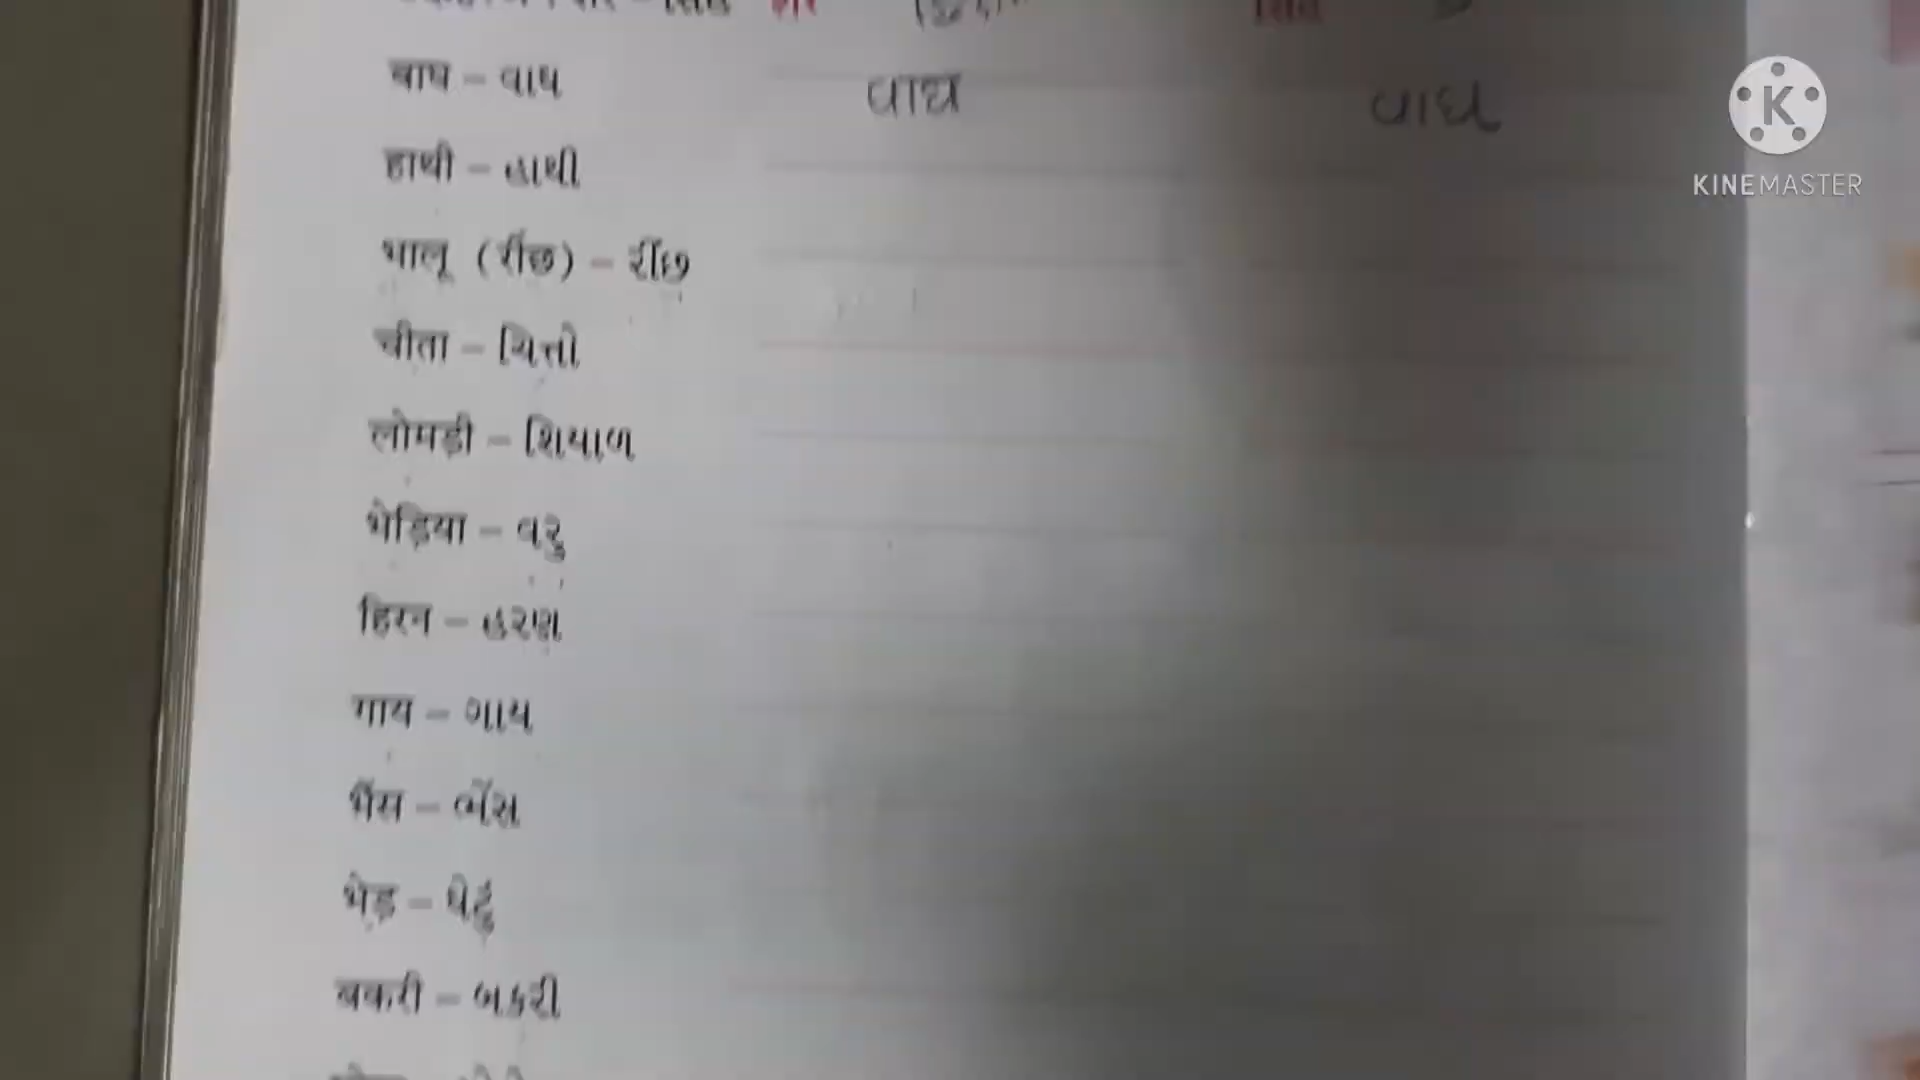 बाघ – વાઘ વાઘ વાઘ
KINEMASTER
हाथी – હાથી
भालू (रींछ) – રીંછ
चीता – ચિત્તો
लोमड़ी – શિયાળ
भेड़िया – વરુ
हिरन – હરણ
गाय – ગાય
भैंस – ભેંસ
भेड़ – ઘેટું
बकरी – બકરી